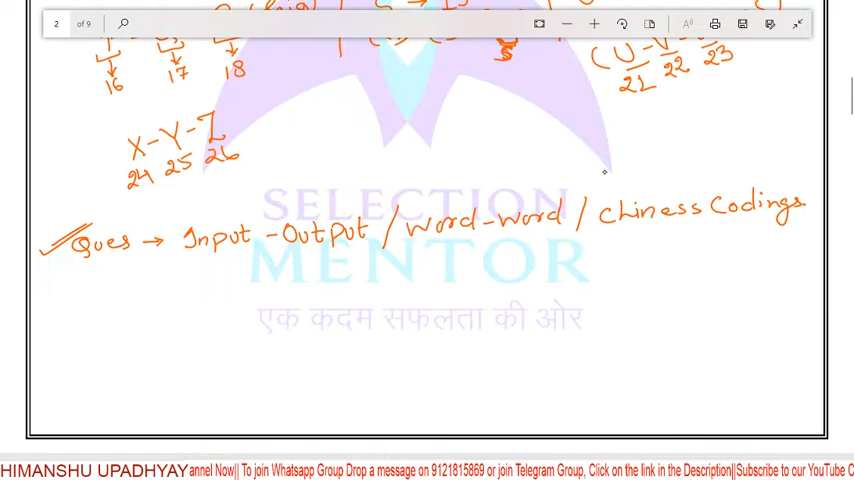 2 of 9
16 17 18
(U-V-
21 22 23
X-Y-Z
24 25 26
SELECTION
Ques → Input-Output / Word-Word / Chiness Codings.
MENTOR
एक कदम सफलता की ओर
HIMANSHU UPADHYAY annel Now|| To join Whatsapp Group Drop a message on 9121815869 or join Telegram Group, Click on the link in the Description||Subscribe to our YouTube C